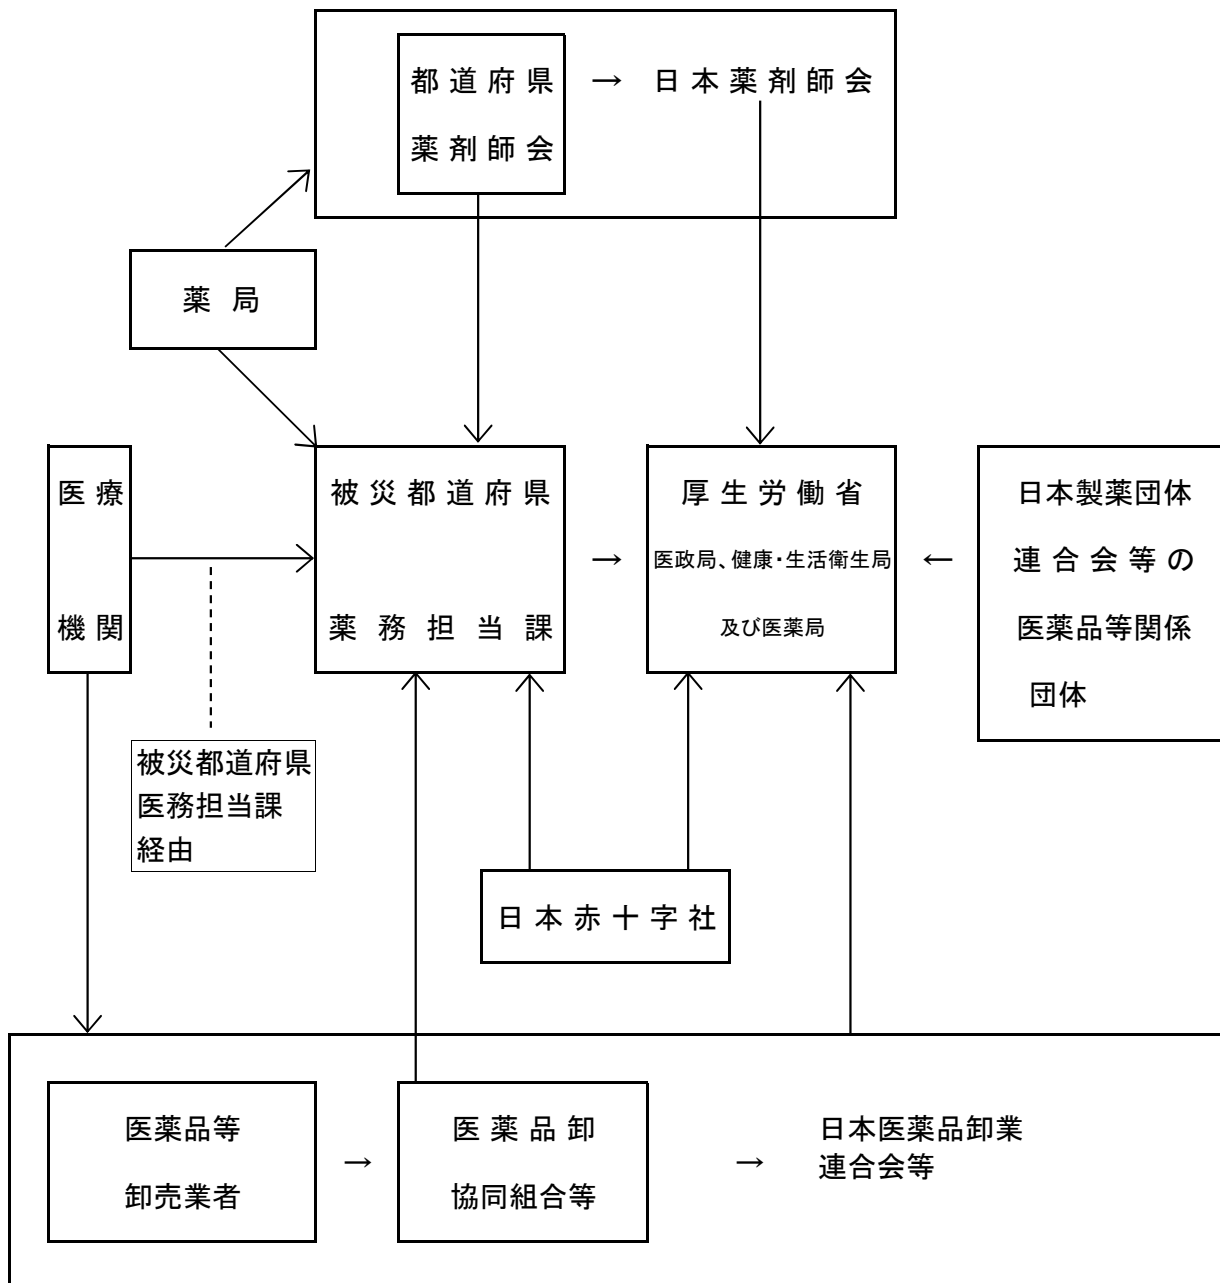 都道府県
薬剤師会
→
日本薬剤師会
薬局
医療
機関
被災都道府県
薬務担当課
→
厚生労働省
医政局、健康・生活衛生局
及び医薬局
←
日本製薬団体
連合会等の
医薬品等関係
団体
被災都道府県
医務担当課
経由
日本赤十字社
医薬品等
卸売業者
→
医薬品卸
協同組合等
→
日本医薬品卸業
連合会等